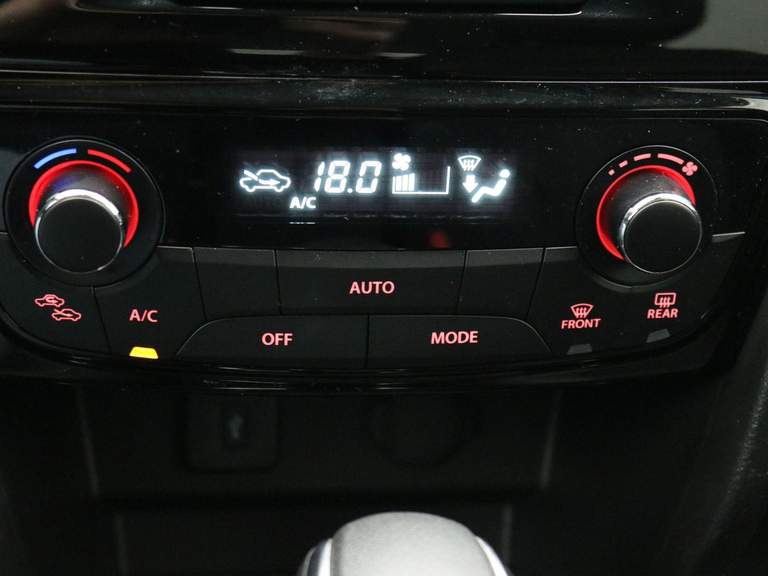 18.0
A/C
AUTO
A/C
OFF
MODE
FRONT
REAR